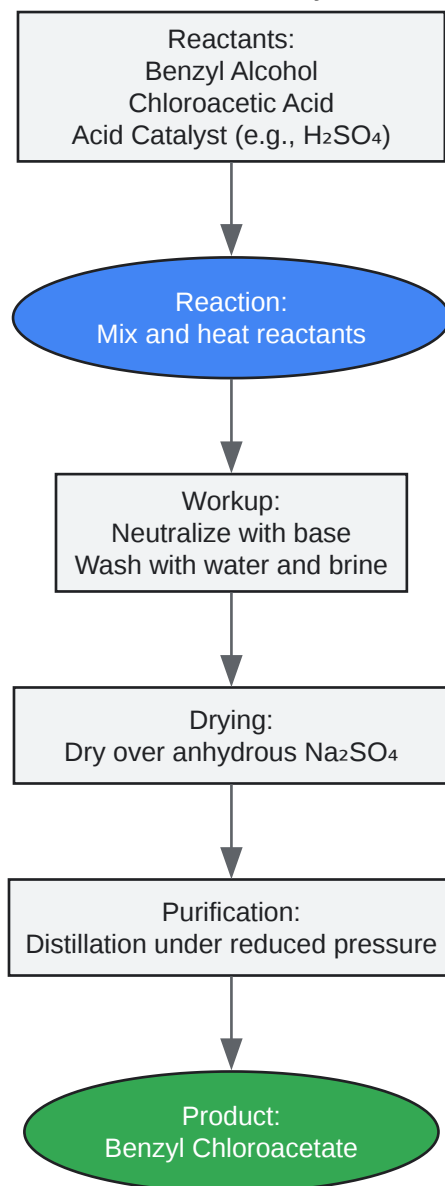 Reactants:
Benzyl Alcohol
Chloroacetic Acid
Acid Catalyst (e.g., H₂SO₄)
Reaction:
Mix and heat reactants
Workup:
Neutralize with base
Wash with water and brine
Drying:
Dry over anhydrous Na₂SO₄
Purification:
Distillation under reduced pressure
Product:
Benzyl Chloroacetate